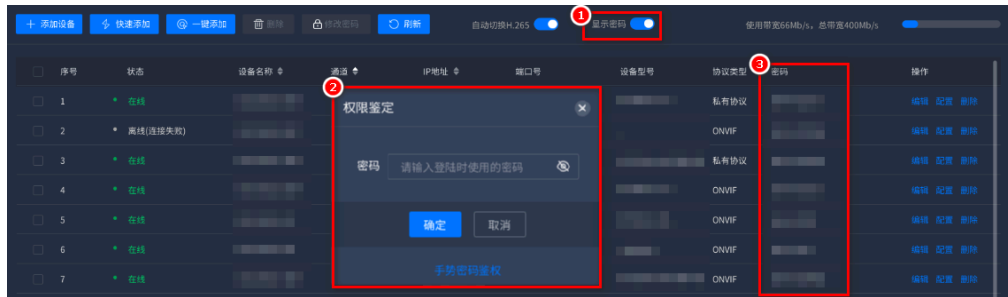 + 添加设备 快速添加 一键添加 删除 修改密码 刷新 自动切换H.265 显示密码 使用带宽66Mb/s，总带宽400Mb/s
1
序号 状态 设备名称 通道 IP地址 端口号 设备型号 协议类型 密码 操作
3
2
1 在线 私有协议 编辑 配置 删除
权限鉴定
2 离线(连接失败) ONVIF 编辑 配置 删除
3 在线 私有协议 编辑 配置 删除
密码 请输入登陆时使用的密码
4 在线 ONVIF 编辑 配置 删除
5 在线 ONVIF 编辑 配置 删除
确定 取消
6 在线 ONVIF 编辑 配置 删除
手势密码鉴权
7 在线 ONVIF 编辑 配置 删除